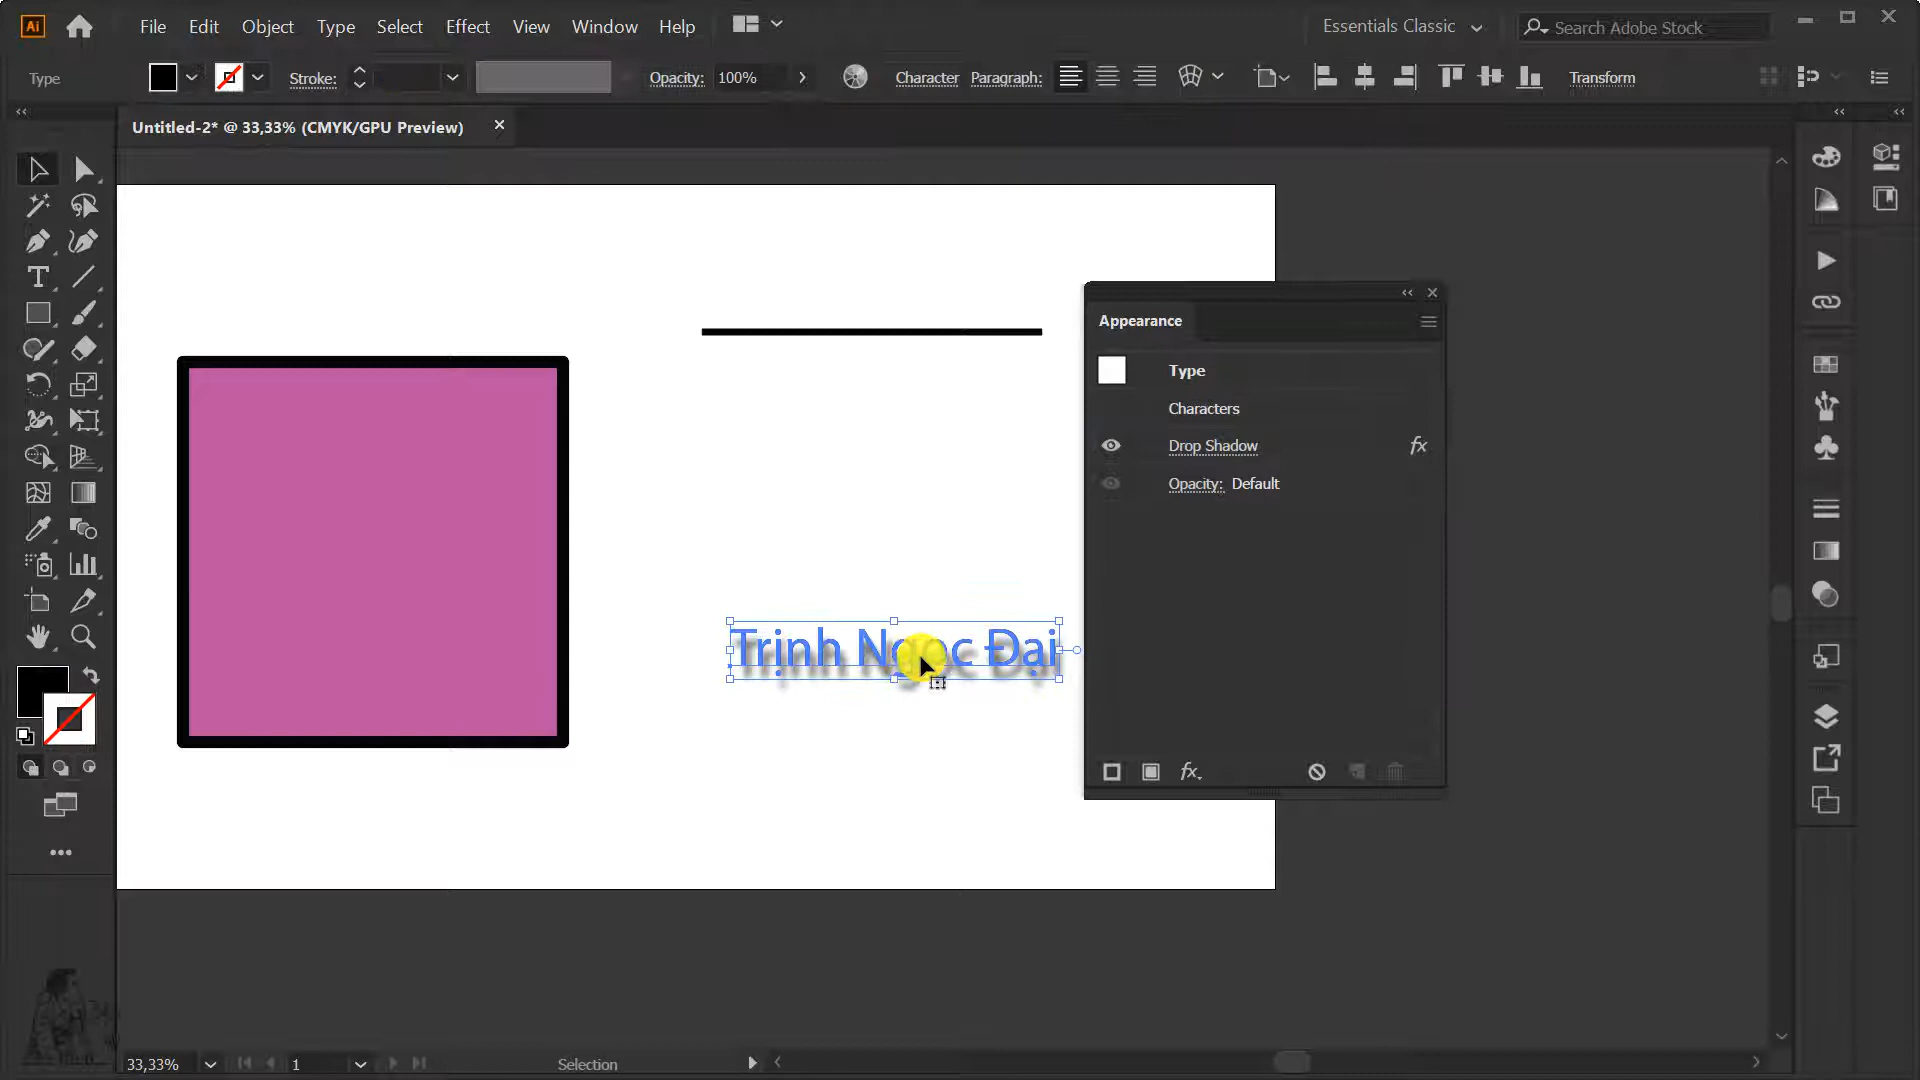 Ai File Edit Object Type Select Effect View Window Help Essentials Classic Search Adobe Stock
Type Stroke: Opacity: 100% Character Paragraph: Transform
Untitled-2* @ 33,33% (CMYK/GPU Preview)
Appearance
Type
Characters
Drop Shadow fx
Opacity: Default
Trịnh Ngọc Đại
fx
33,33% 1 Selection